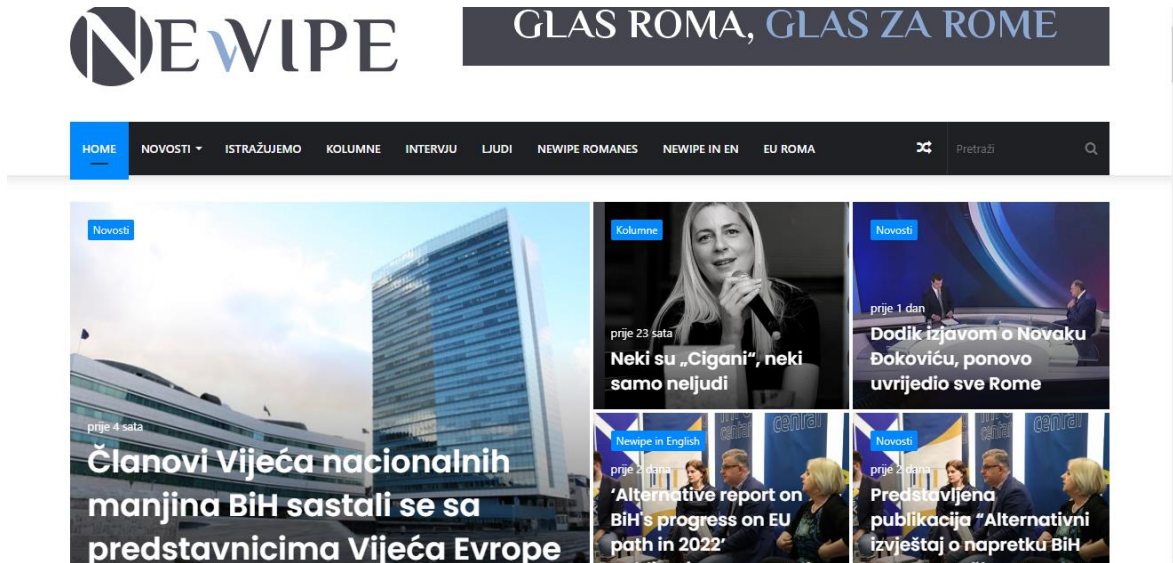 NEWIPE
GLAS ROMA, GLAS ZA ROME
HOME
NOVOSTI
ISTRAŽUJEMO
KOLUMNE
INTERVJU
LJUDI
NEWIPE ROMANES
NEWIPE IN EN
EU ROMA
Pretraži
Novosti
prije 4 sata
Članovi Vijeća nacionalnih
manjina BiH sastali se sa
predstavnicima Vijeća Evrope
Kolumne
prije 23 sata
Neki su „Cigani“, neki
samo neljudi
Novosti
prije 1 dan
Dodik izjavom o Novaku
Đokoviću, ponovo
uvrijedio sve Rome
Newipe in English
prije 2 dana
‘Alternative report on
BiH's progress on EU
path in 2022’
Novosti
prije 2 dana
Predstavljena
publikacija “Alternativni
izvještaj o napretku BiH